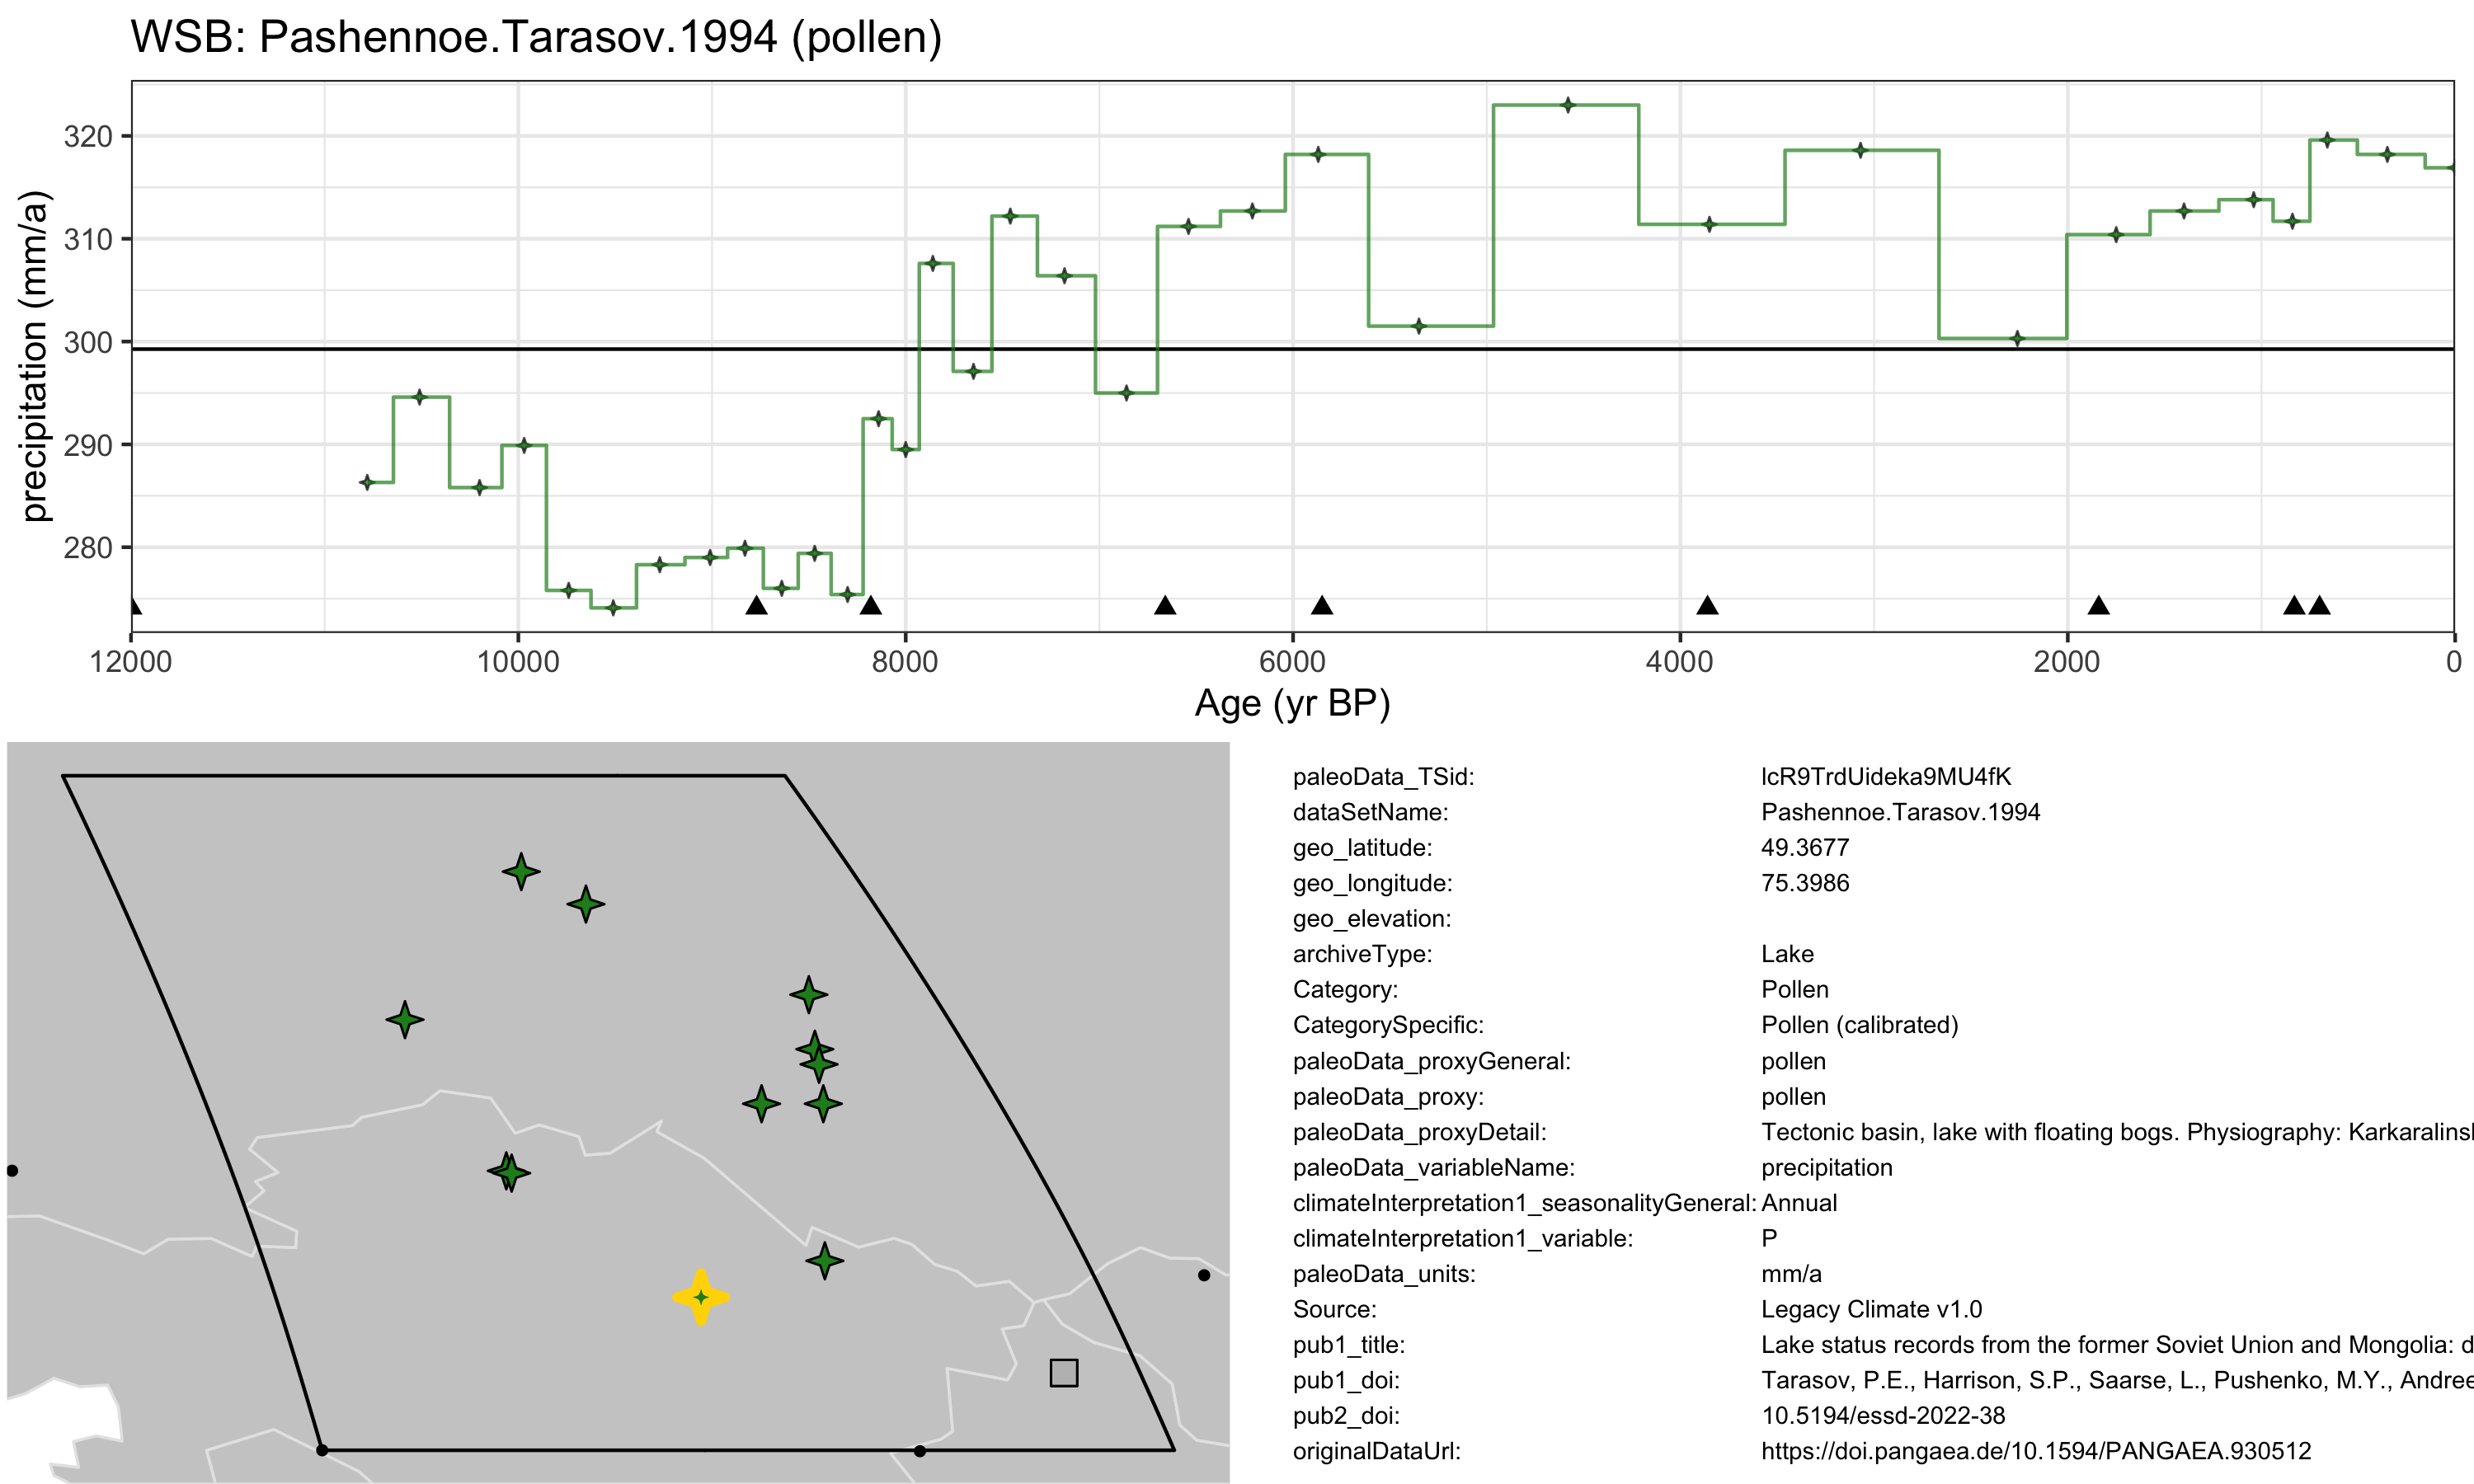 WSB: Pashennoe.Tarasov.1994 (pollen)
precipitation (mm/a)
320
310
300
290
280
12000 10000 8000 6000 4000 2000 0
Age (yr BP)
paleoData_TSid: lcR9TrdUideka9MU4fK
dataSetName: Pashennoe.Tarasov.1994
geo_latitude: 49.3677
geo_longitude: 75.3986
geo_elevation:
archiveType: Lake
Category: Pollen
CategorySpecific: Pollen (calibrated)
paleoData_proxyGeneral: pollen
paleoData_proxy: pollen
paleoData_proxyDetail: Tectonic basin, lake with floating bogs. Physiography: Karkaralinsl
paleoData_variableName: precipitation
climateInterpretation1_seasonalityGeneral: Annual
climateInterpretation1_variable: P
paleoData_units: mm/a
Source: Legacy Climate v1.0
pub1_title: Lake status records from the former Soviet Union and Mongolia: d
pub1_doi: Tarasov, P.E., Harrison, S.P., Saarse, L., Pushenko, M.Y., Andree
pub2_doi: 10.5194/essd-2022-38
originalDataUrl: https://doi.pangaea.de/10.1594/PANGAEA.930512